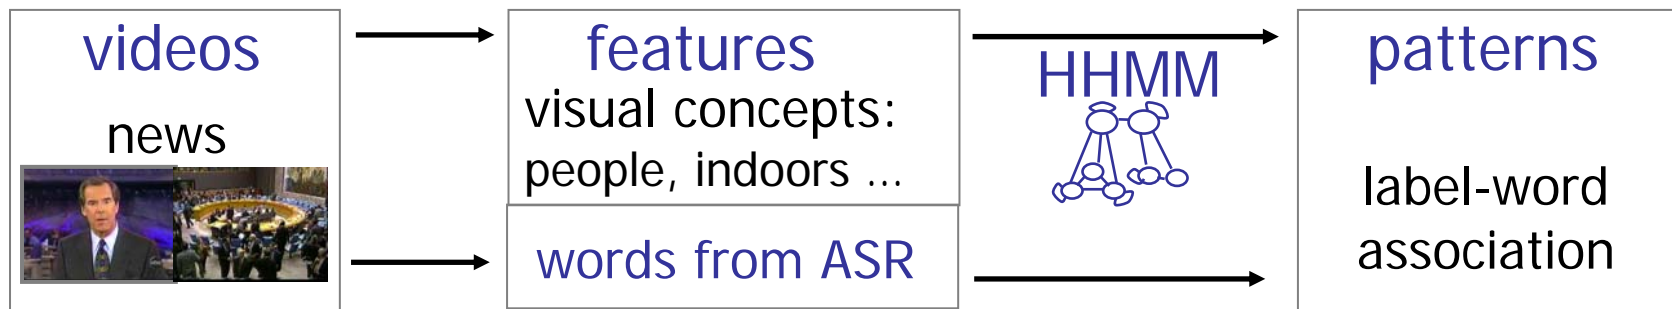 videos
news
features
visual concepts:
people, indoors ...
words from ASR
HHMM
patterns
label-word
association